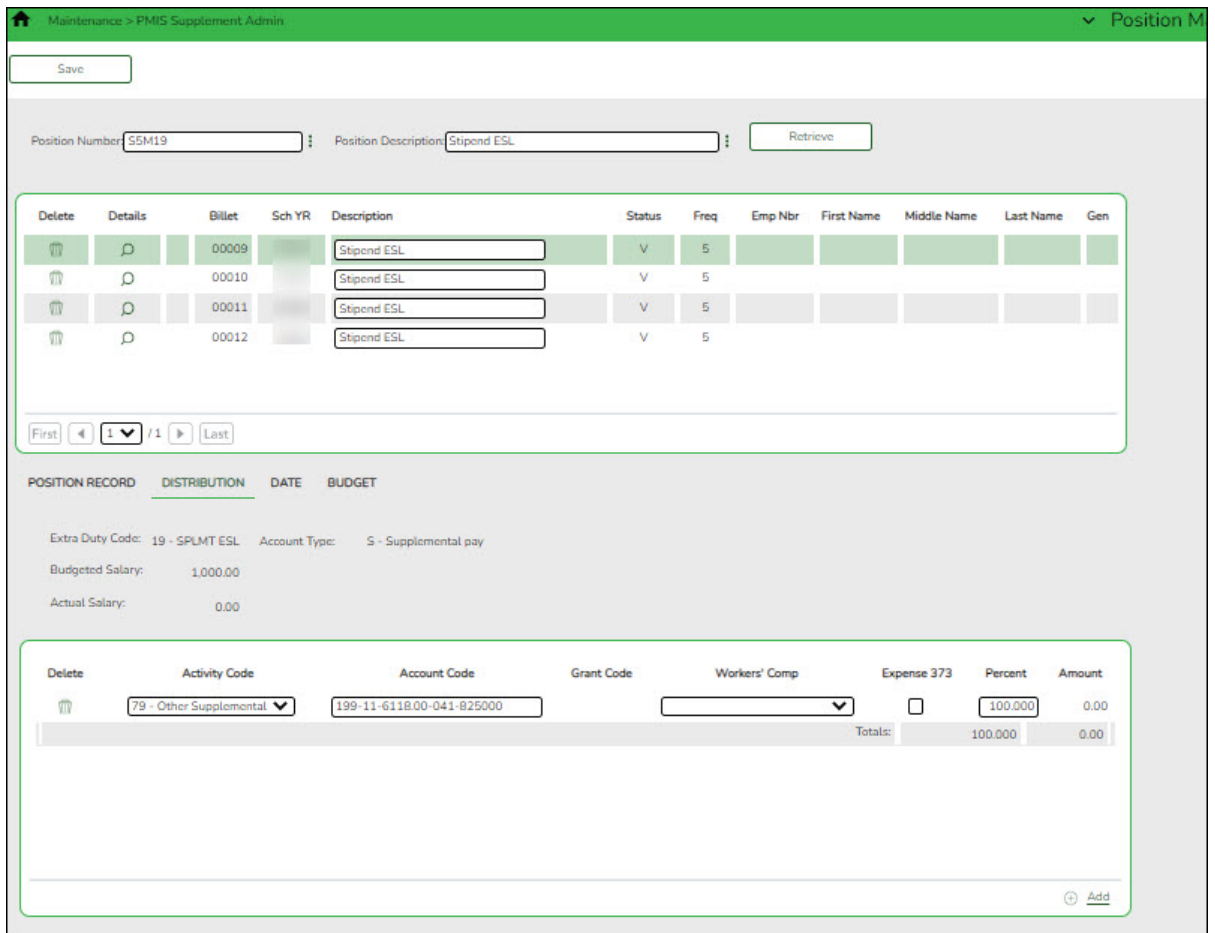 Maintenance > PMIS Supplement Admin Position M
Save
Position Number: S5M19 Position Description: Stipend ESL Retrieve
Delete Details Billet Sch YR Description Status Freq Emp Nbr First Name Middle Name Last Name Gen
00009 Stipend ESL V 5
00010 Stipend ESL V 5
00011 Stipend ESL V 5
00012 Stipend ESL V 5
First 1 / 1 Last
POSITION RECORD DISTRIBUTION DATE BUDGET
Extra Duty Code: 19 - SPLMT ESL Account Type: S - Supplemental pay
Budgeted Salary: 1,000.00
Actual Salary: 0.00
Delete Activity Code Account Code Grant Code Workers' Comp Expense 373 Percent Amount
79 - Other Supplemental 199-11-6118.00-041-825000 100.000 0.00
Totals: 100.000 0.00
Add